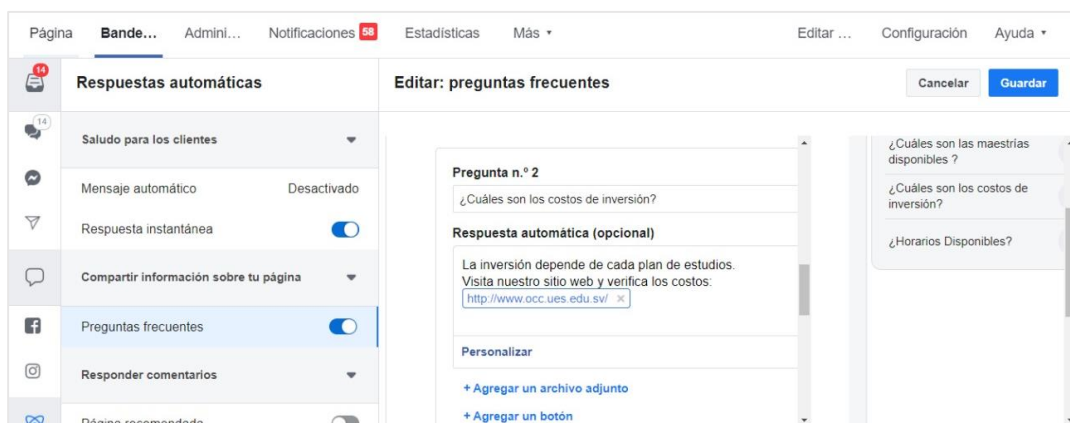 Página Bande... Admini... Notificaciones 58 Estadísticas Más Editar ... Configuración Ayuda
14
Respuestas automáticas
Editar: preguntas frecuentes
Cancelar Guardar
14
Saludo para los clientes
Mensaje automático Desactivado
Respuesta instantánea
Compartir información sobre tu página
Preguntas frecuentes
Responder comentarios
Página recomendada
Pregunta n.º 2
¿Cuáles son los costos de inversión?
Respuesta automática (opcional)
La inversión depende de cada plan de estudios.
Visita nuestro sitio web y verifica los costos:
http://www.occ.ues.edu.sv/ ×
Personalizar
+ Agregar un archivo adjunto
+ Agregar un botón
¿Cuáles son las maestrías
disponibles ?
¿Cuáles son los costos de
inversión?
¿Horarios Disponibles?